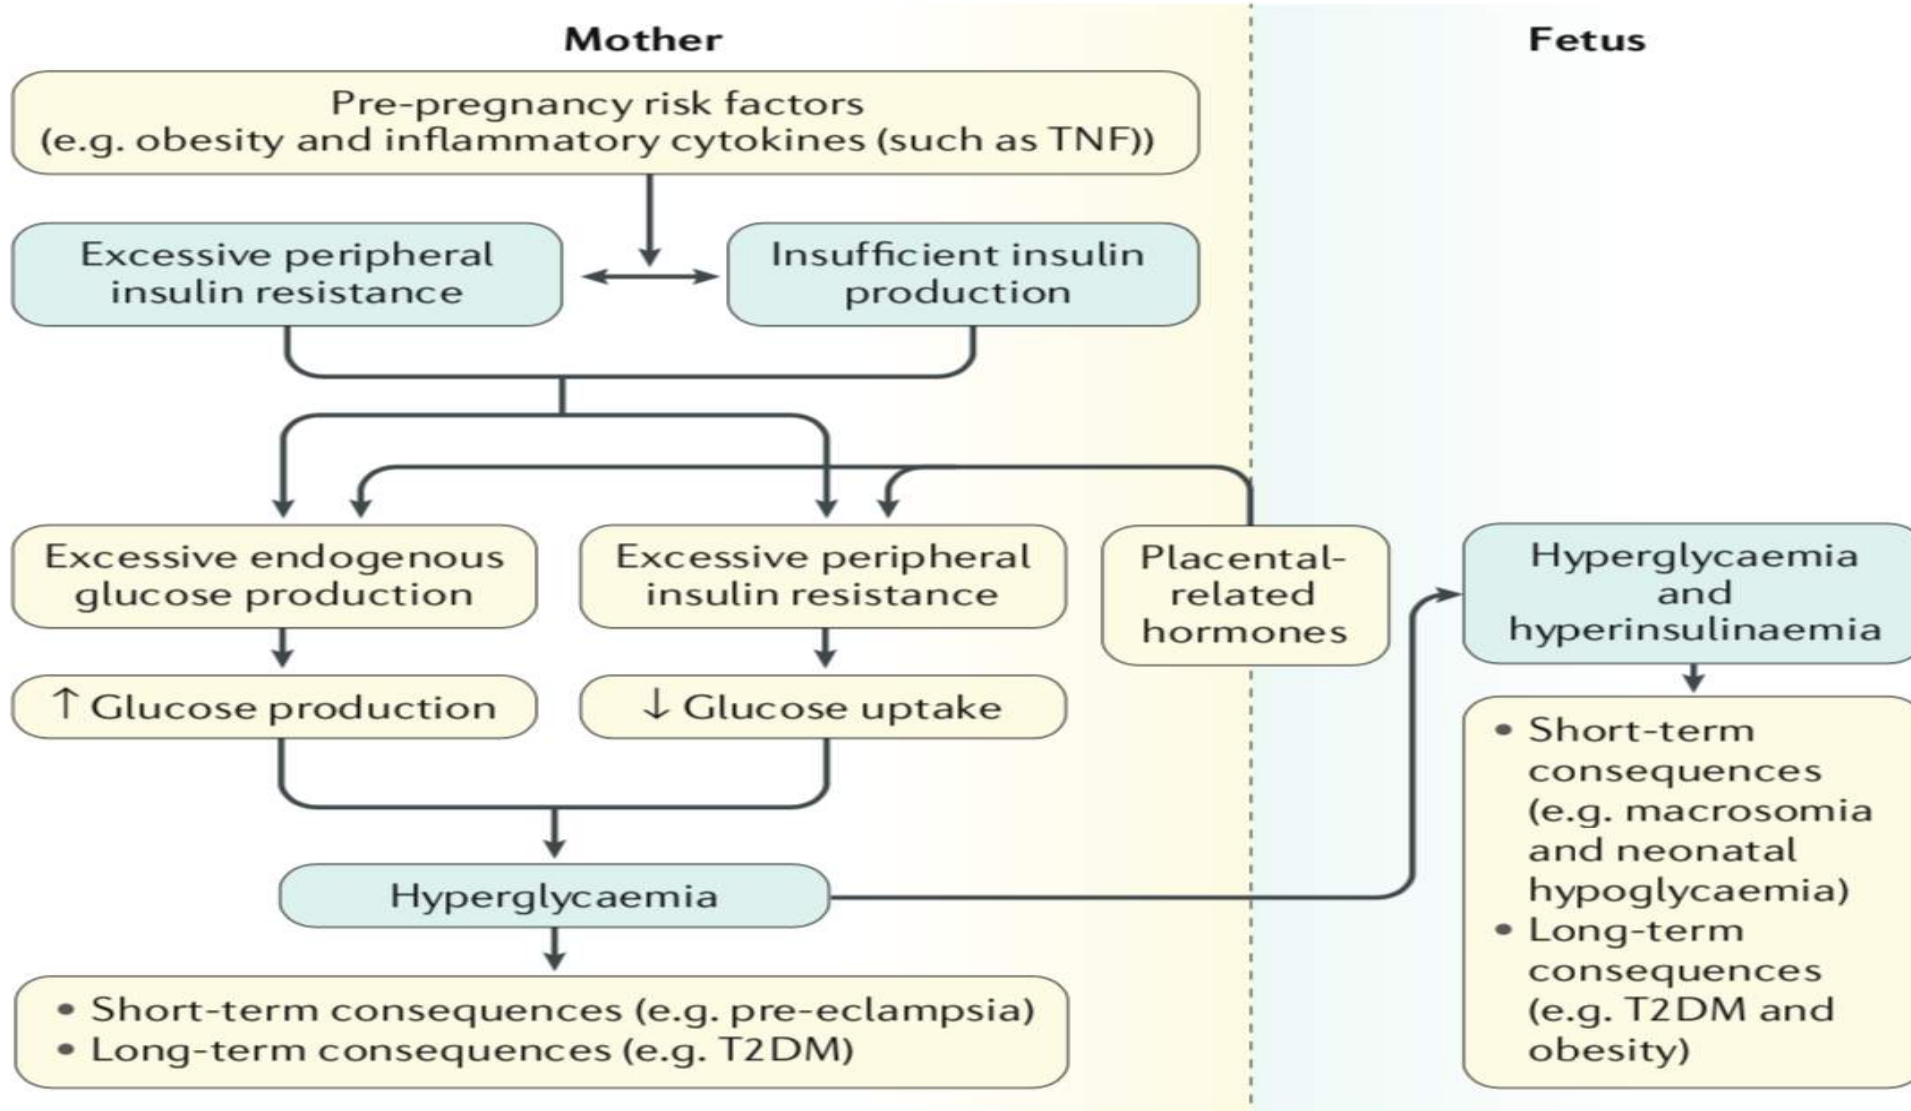 Mother
Fetus
Pre-pregnancy risk factors
(e.g. obesity and inflammatory cytokines (such as TNF))
Excessive peripheral
insulin resistance
Insufficient insulin
production
Excessive endogenous
glucose production
Excessive peripheral
insulin resistance
Placental-
related
hormones
Hyperglycaemia
and
hyperinsulinaemia
↑ Glucose production
↓ Glucose uptake
Hyperglycaemia
• Short-term consequences (e.g. pre-eclampsia)
• Long-term consequences (e.g. T2DM)
• Short-term
consequences
(e.g. macrosomia
and neonatal
hypoglycaemia)
• Long-term
consequences
(e.g. T2DM and
obesity)